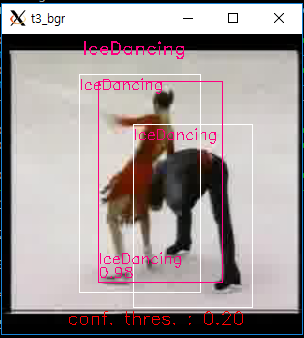 t3_bgr
IceDancing
IceDancing
IceDancing
IceDancing
0.98
conf. thres. : 0.20